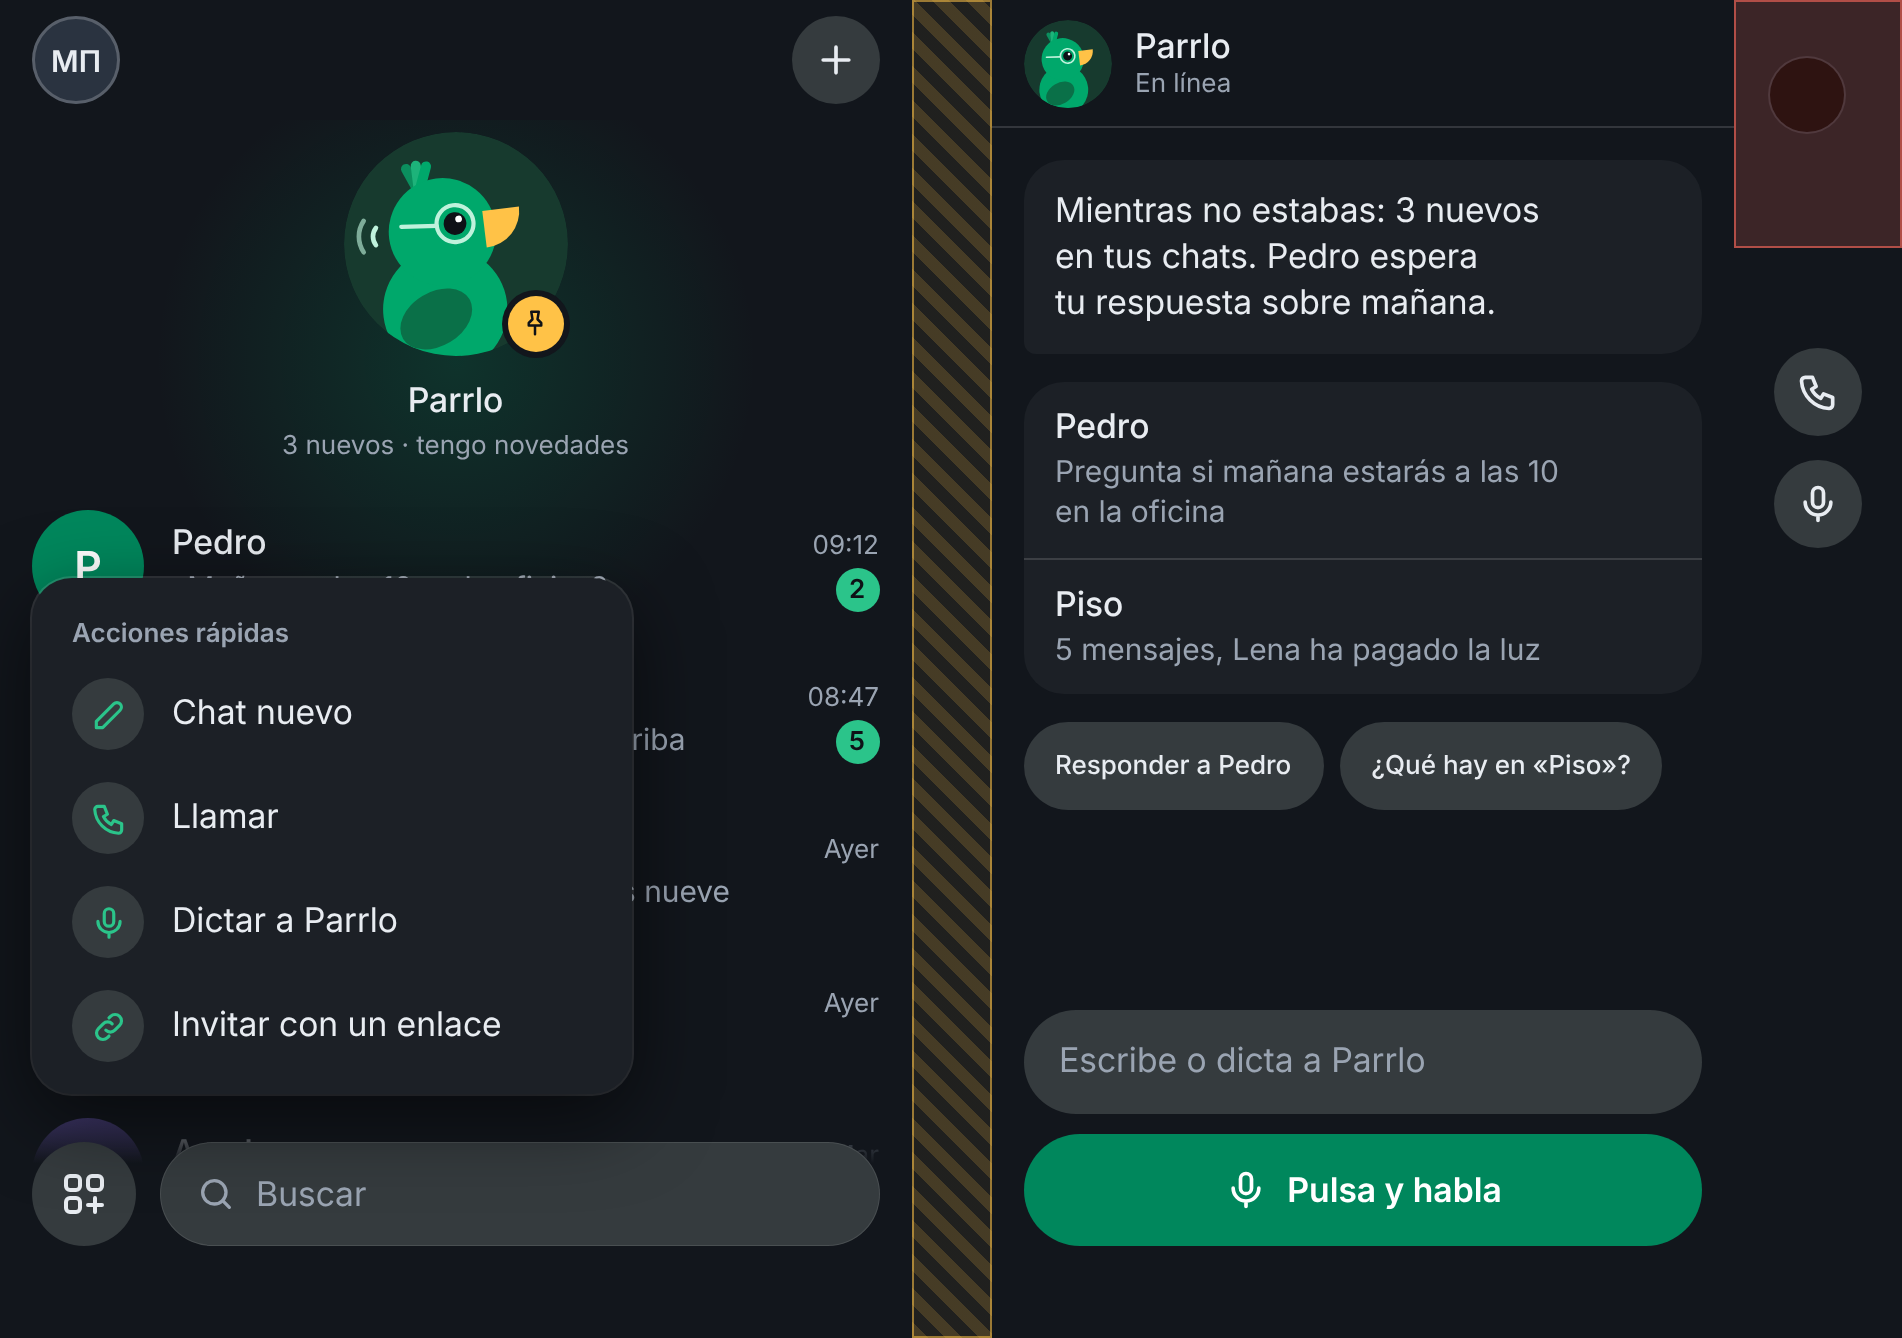 МП
Parrlo
3 nuevos · tengo novedades
Pedro
09:12
2
P
Acciones rápidas
Chat nuevo
Llamar
Dictar a Parrlo
Invitar con un enlace
08:47
riba
5
Ayer
nueve
Ayer
Buscar
Parrlo
En línea
Mientras no estabas: 3 nuevos
en tus chats. Pedro espera
tu respuesta sobre mañana.
Pedro
Pregunta si mañana estarás a las 10
en la oficina
Piso
5 mensajes, Lena ha pagado la luz
Responder a Pedro
¿Qué hay en «Piso»?
Escribe o dicta a Parrlo
Pulsa y habla